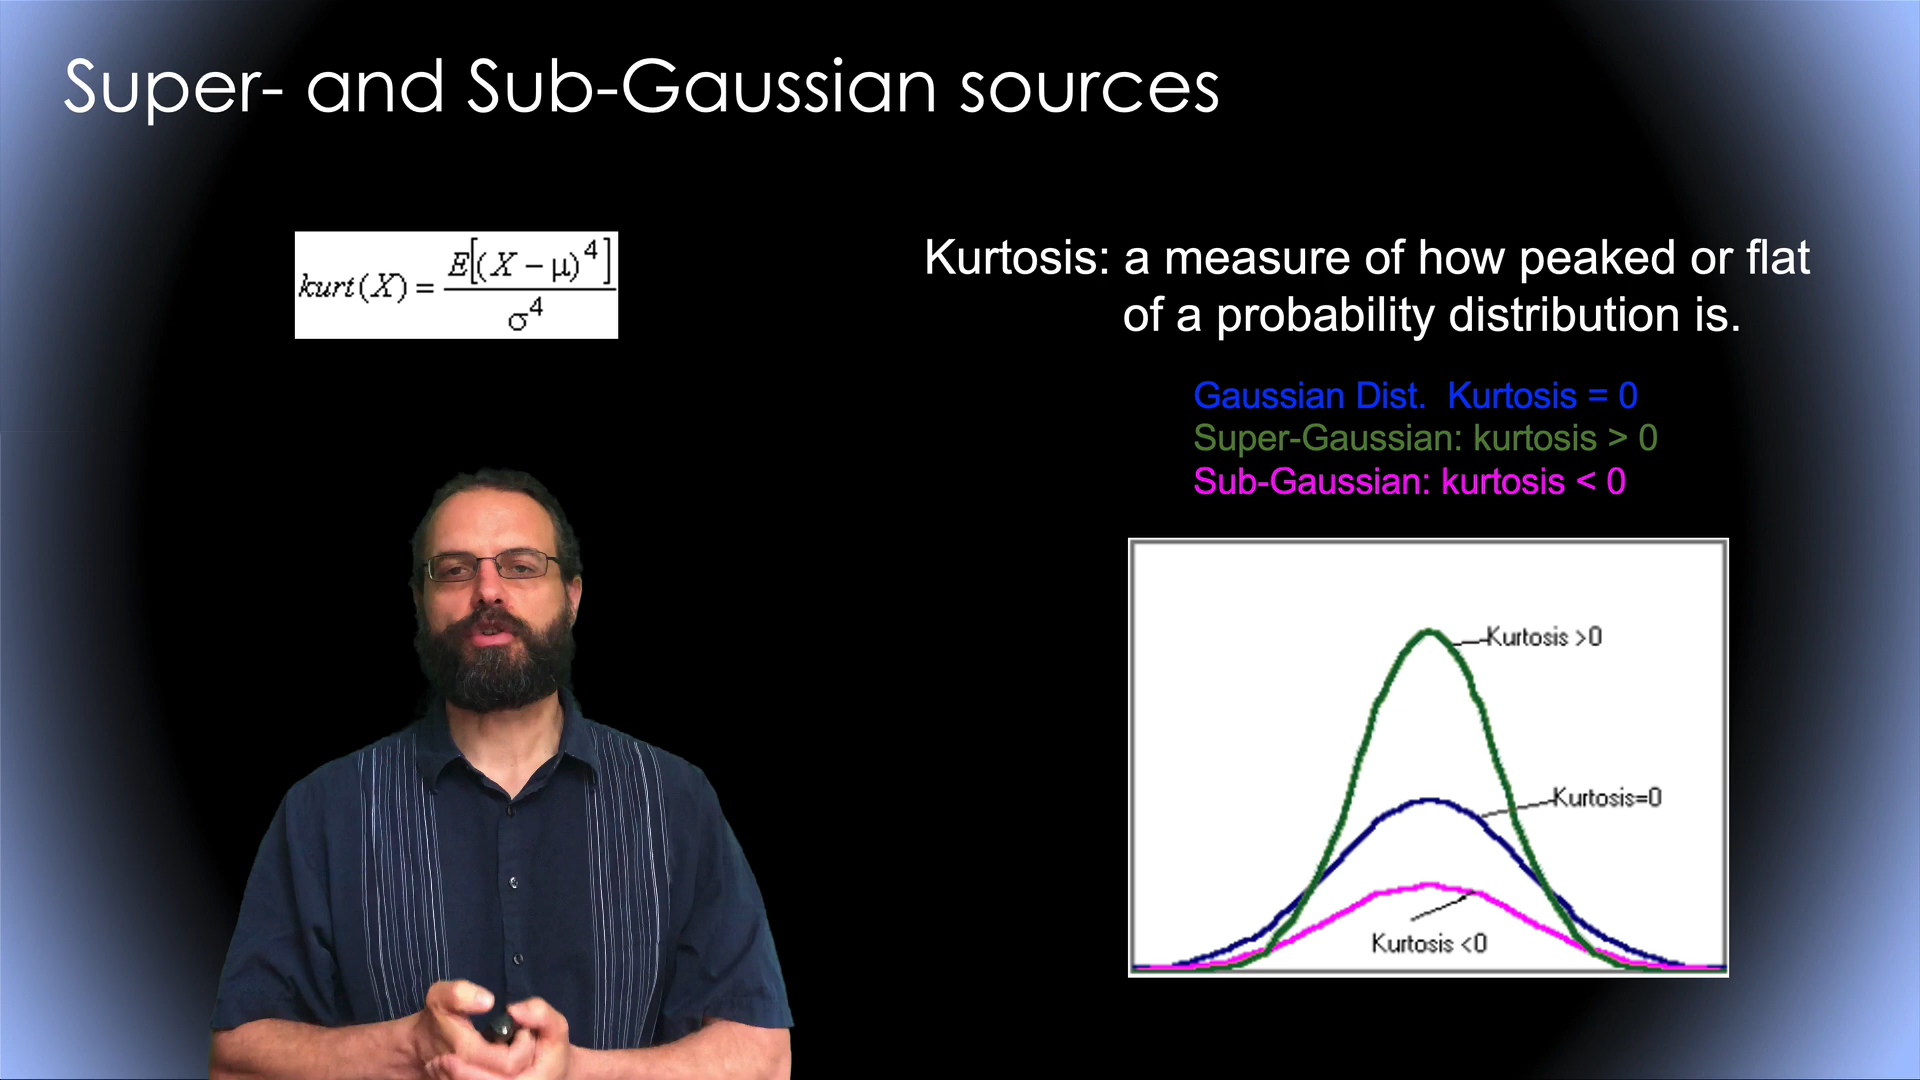 Super- and Sub-Gaussian sources
kurt(X) = E[(X − μ)⁴] / σ⁴
Kurtosis: a measure of how peaked or flat
of a probability distribution is.
Gaussian Dist. Kurtosis = 0
Super-Gaussian: kurtosis > 0
Sub-Gaussian: kurtosis < 0
Kurtosis >0
Kurtosis=0
Kurtosis <0